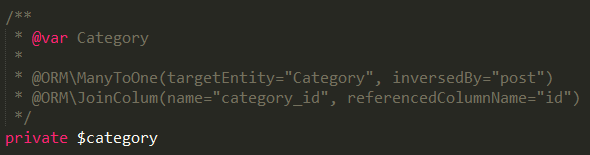 /**
 * @var Category
 *
 * @ORM\ManyToOne(targetEntity="Category", inversedBy="post")
 * @ORM\JoinColum(name="category_id", referencedColumnName="id")
 */
private $category